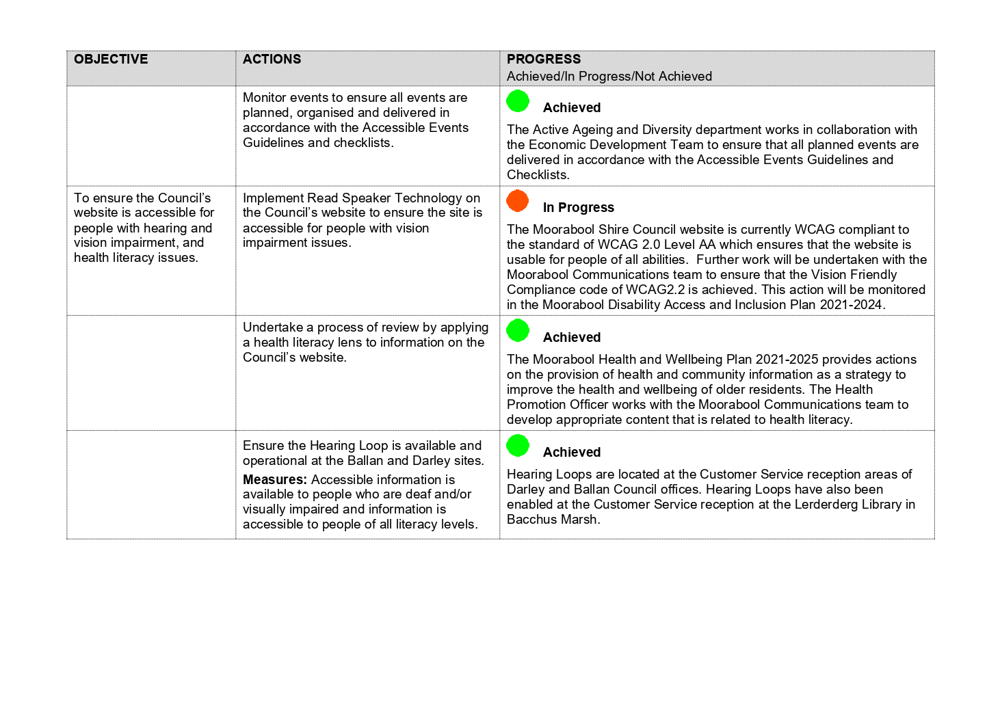 OBJECTIVE
ACTIONS
PROGRESS
Achieved/In Progress/Not Achieved
Monitor events to ensure all events are
planned, organised and delivered in
accordance with the Accessible Events
Guidelines and checklists.
Achieved
The Active Ageing and Diversity department works in collaboration with
the Economic Development Team to ensure that all planned events are
delivered in accordance with the Accessible Events Guidelines and
Checklists.
To ensure the Council’s
website is accessible for
people with hearing and
vision impairment, and
health literacy issues.
Implement Read Speaker Technology on
the Council’s website to ensure the site is
accessible for people with vision
impairment issues.
In Progress
The Moorabool Shire Council website is currently WCAG compliant to
the standard of WCAG 2.0 Level AA which ensures that the website is
usable for people of all abilities.  Further work will be undertaken with the
Moorabool Communications team to ensure that the Vision Friendly
Compliance code of WCAG2.2 is achieved. This action will be monitored
in the Moorabool Disability Access and Inclusion Plan 2021-2024.
Undertake a process of review by applying
a health literacy lens to information on the
Council’s website.
Achieved
The Moorabool Health and Wellbeing Plan 2021-2025 provides actions
on the provision of health and community information as a strategy to
improve the health and wellbeing of older residents. The Health
Promotion Officer works with the Moorabool Communications team to
develop appropriate content that is related to health literacy.
Ensure the Hearing Loop is available and
operational at the Ballan and Darley sites.
Measures: Accessible information is
available to people who are deaf and/or
visually impaired and information is
accessible to people of all literacy levels.
Achieved
Hearing Loops are located at the Customer Service reception areas of
Darley and Ballan Council offices. Hearing Loops have also been
enabled at the Customer Service reception at the Lerderderg Library in
Bacchus Marsh.